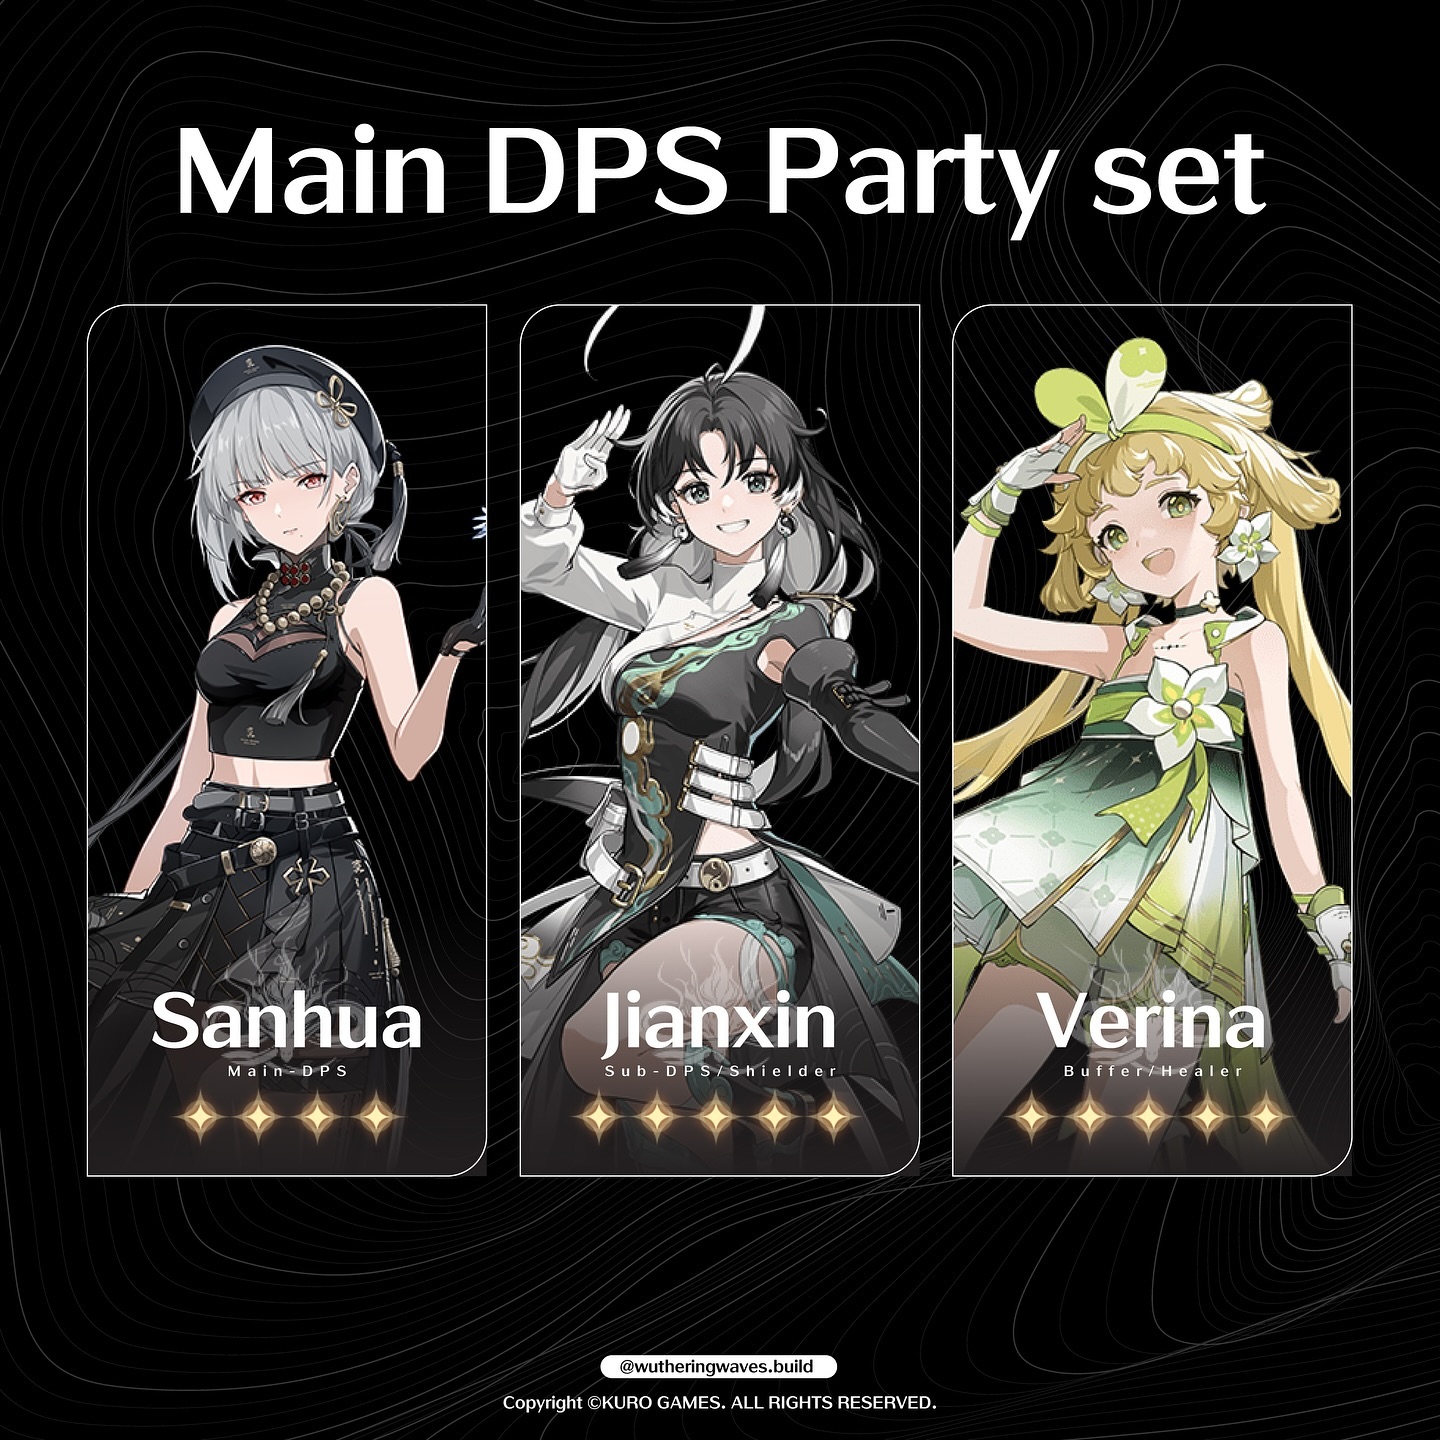 Main DPS Party set
Sanhua
Main-DPS
Jianxin
Sub-DPS/Shielder
Verina
Buffer/Healer
@wutheringwaves.build
Copyright ©KURO GAMES. ALL RIGHTS RESERVED.